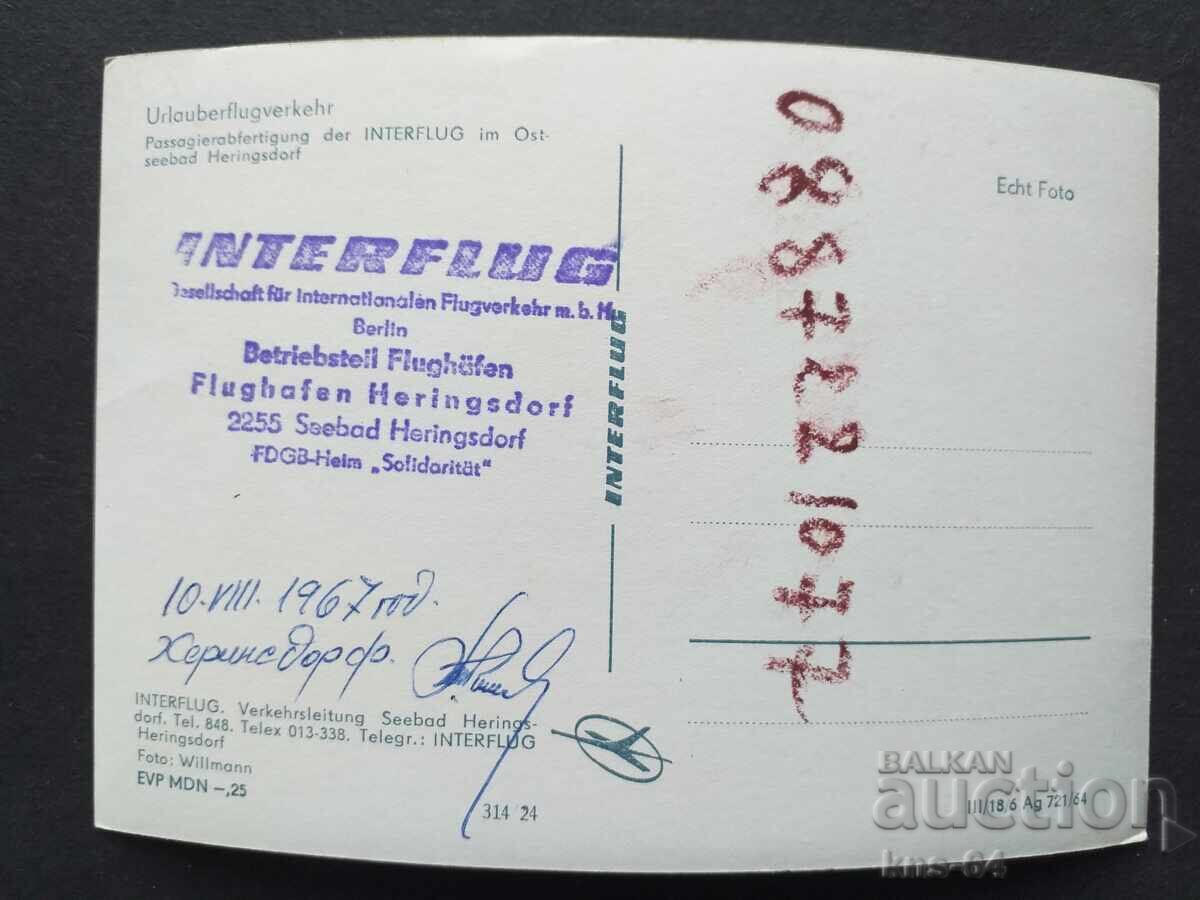 Urlauberflugverkehr
Passagierabfertigung der INTERFLUG im Ost-
seebad Heringsdorf
INTERFLUG
Gesellschaft für Internationalen Flugverkehr m. b. H.
Berlin
Betriebsteil Flughäfen
Flughafen Heringsdorf
2255 Seebad Heringsdorf
FDGB-Heim „Solidarität"
10.VIII.1967 год.
Херинсдорф.
INTERFLUG. Verkehrsleitung Seebad Herings-
dorf. Tel. 848. Telex 013-338. Telegr.: INTERFLUG
Heringsdorf
Foto: Willmann
EVP MDN –,25
314 24
INTERFLUG
Echt Foto
III/18/6 Ag 721/64
BALKAN
auction
kns-64